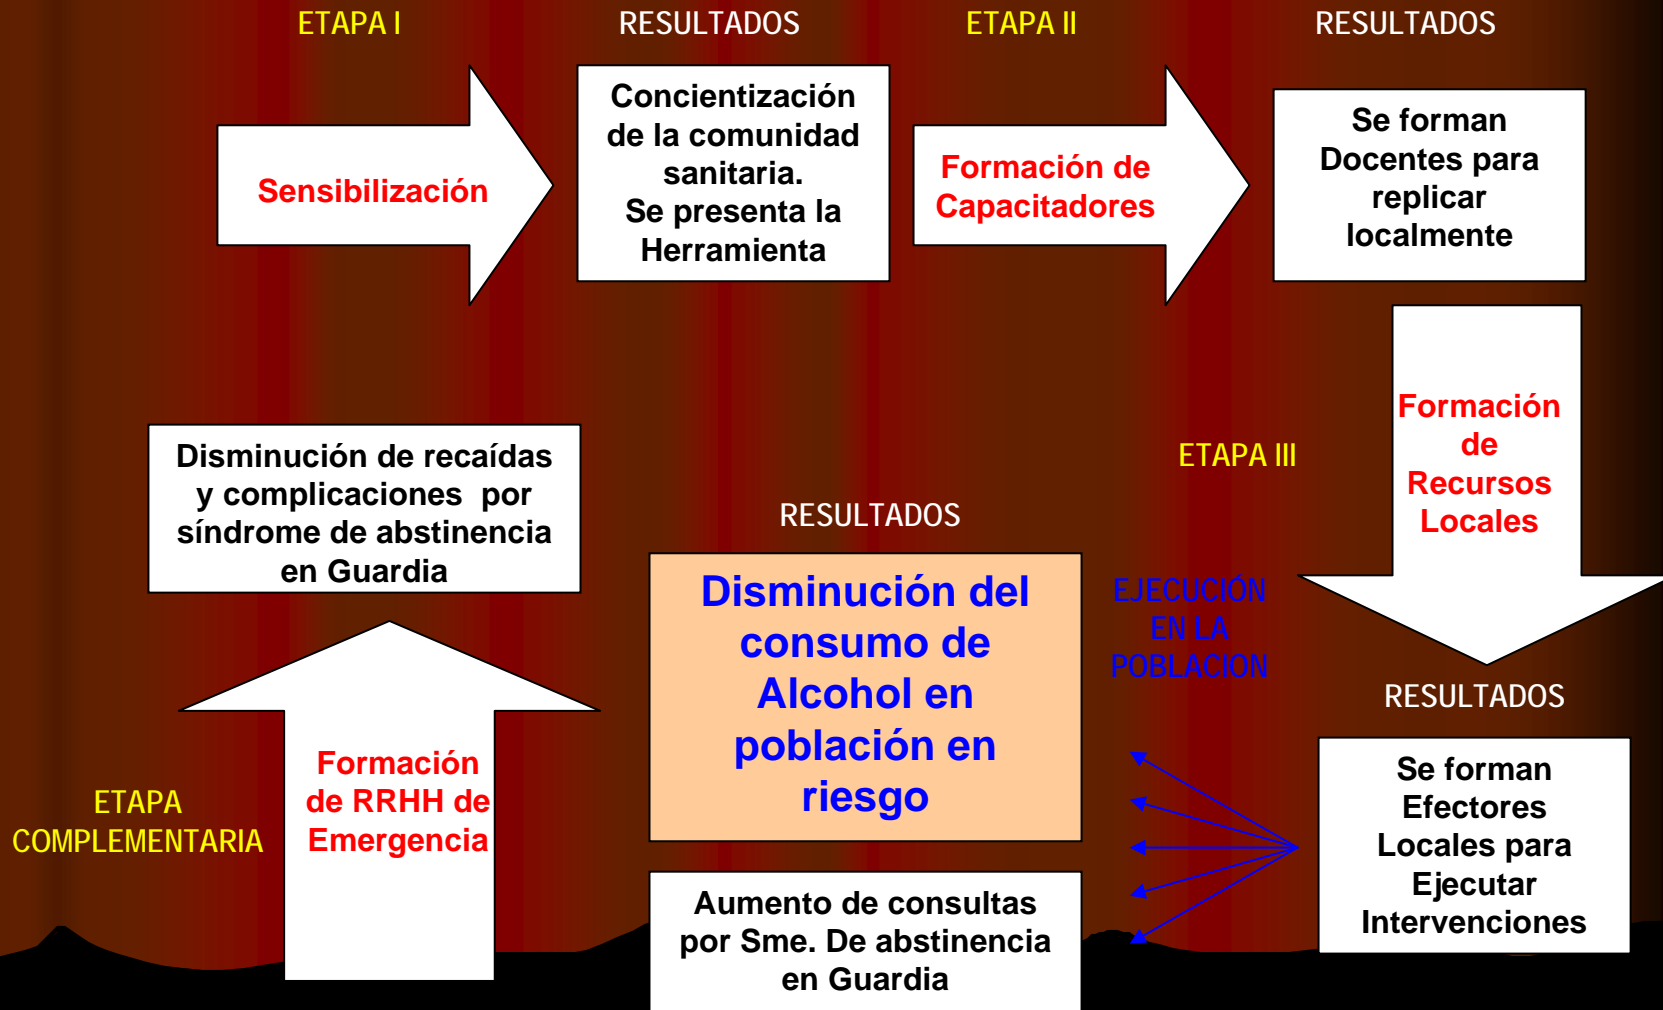 ETAPA I
RESULTADOS
ETAPA II
RESULTADOS
Sensibilización
Concientización
de la comunidad
sanitaria.
Se presenta la
Herramienta
Formación de
Capacitadores
Se forman
Docentes para
replicar
localmente
Formación
de
Recursos
Locales
ETAPA III
RESULTADOS
Se forman
Efectores
Locales para
Ejecutar
Intervenciones
EJECUCIÓN
EN LA
POBLACION
RESULTADOS
Disminución del
consumo de
Alcohol en
población en
riesgo
Aumento de consultas
por Sme. De abstinencia
en Guardia
ETAPA
COMPLEMENTARIA
Formación
de RRHH de
Emergencia
Disminución de recaídas
y complicaciones por
síndrome de abstinencia
en Guardia